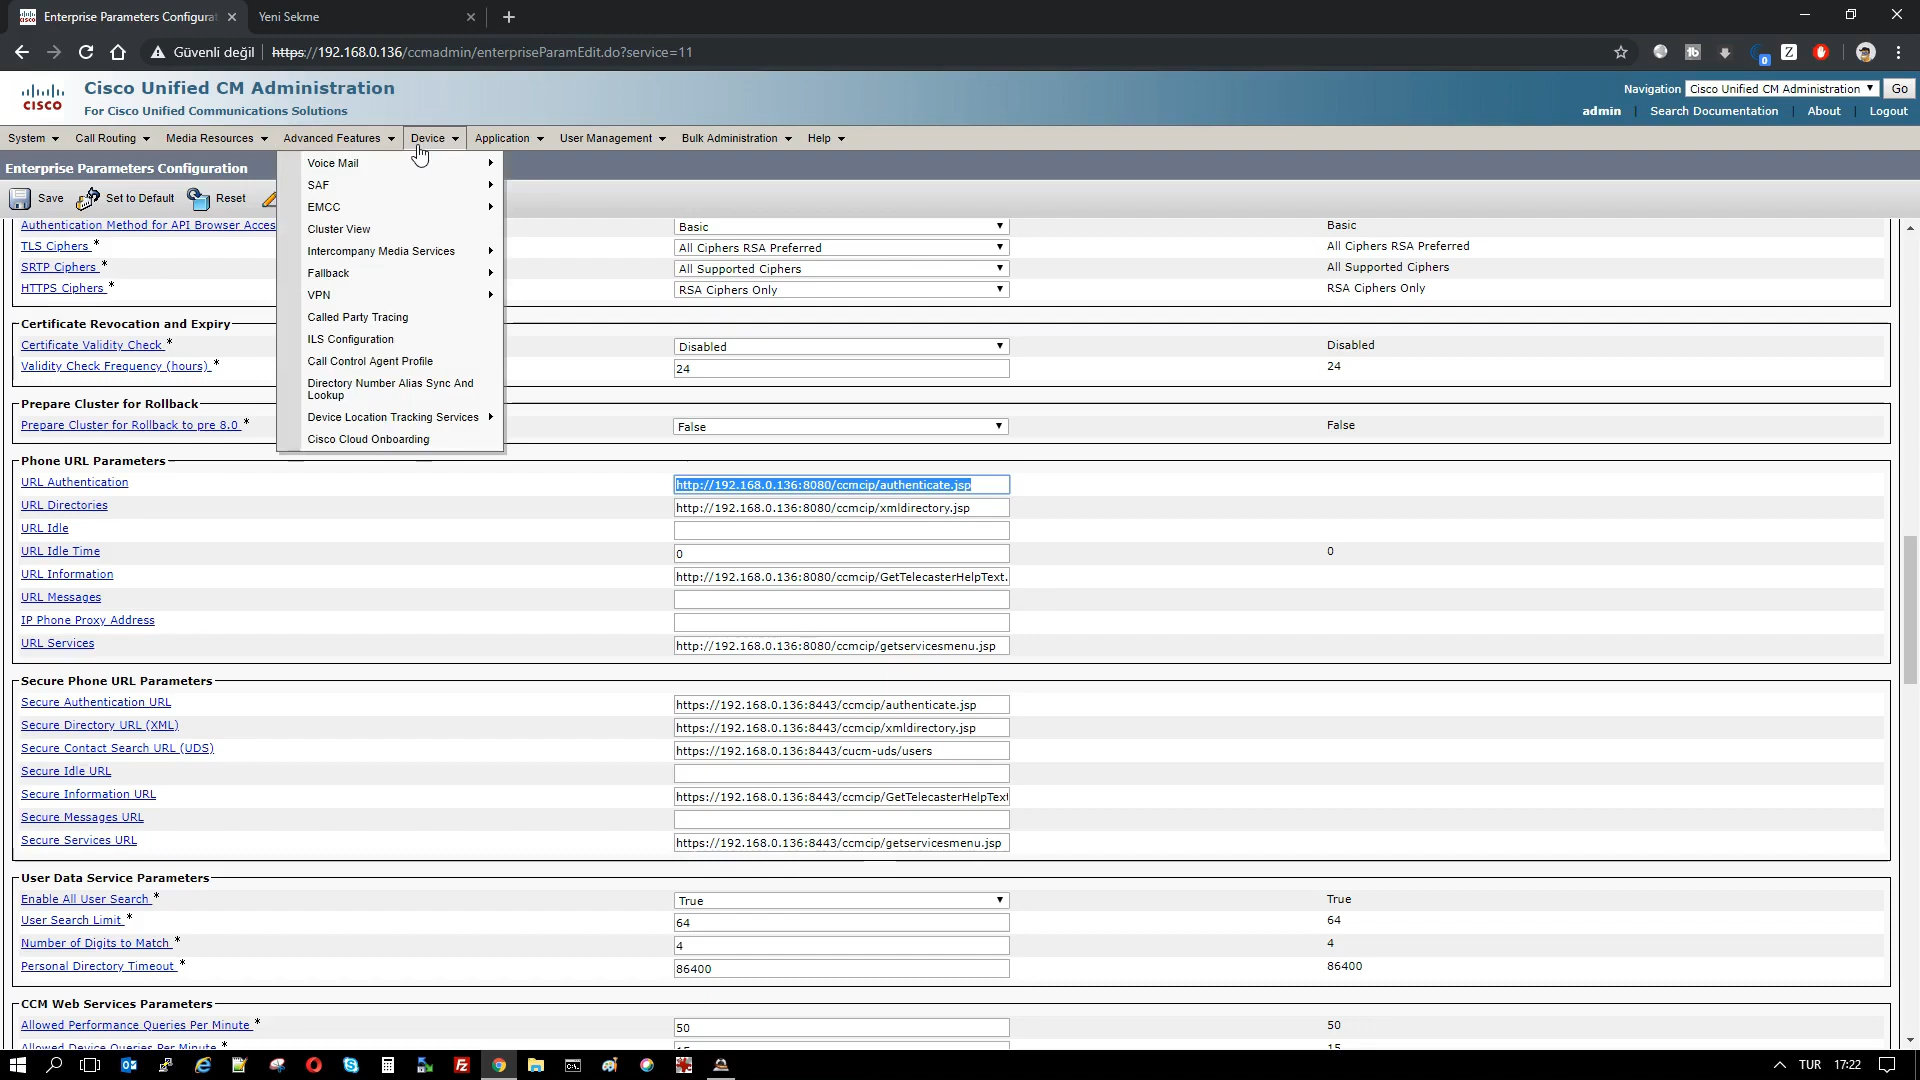 Enterprise Parameters Configurat
Yeni Sekme
Güvenli değil
https://192.168.0.136/ccmadmin/enterpriseParamEdit.do?service=11
0
Cisco Unified CM Administration
For Cisco Unified Communications Solutions
CISCO
Navigation Cisco Unified CM Administration Go
admin | Search Documentation | About | Logout
System Call Routing Media Resources Advanced Features Device Application User Management Bulk Administration Help
Enterprise Parameters Configuration
Save Set to Default Reset
Voice Mail
SAF
EMCC
Cluster View
Intercompany Media Services
Fallback
VPN
Called Party Tracing
ILS Configuration
Call Control Agent Profile
Directory Number Alias Sync And
Lookup
Device Location Tracking Services
Cisco Cloud Onboarding
Authentication Method for API Browser Acces Basic Basic
TLS Ciphers * All Ciphers RSA Preferred All Ciphers RSA Preferred
SRTP Ciphers * All Supported Ciphers All Supported Ciphers
HTTPS Ciphers * RSA Ciphers Only RSA Ciphers Only
Certificate Revocation and Expiry
Certificate Validity Check * Disabled Disabled
Validity Check Frequency (hours) * 24 24
Prepare Cluster for Rollback
Prepare Cluster for Rollback to pre 8.0 * False False
Phone URL Parameters
URL Authentication http://192.168.0.136:8080/ccmcip/authenticate.jsp
URL Directories http://192.168.0.136:8080/ccmcip/xmldirectory.jsp
URL Idle
URL Idle Time 0 0
URL Information http://192.168.0.136:8080/ccmcip/GetTelecasterHelpText.
URL Messages
IP Phone Proxy Address
URL Services http://192.168.0.136:8080/ccmcip/getservicesmenu.jsp
Secure Phone URL Parameters
Secure Authentication URL https://192.168.0.136:8443/ccmcip/authenticate.jsp
Secure Directory URL (XML) https://192.168.0.136:8443/ccmcip/xmldirectory.jsp
Secure Contact Search URL (UDS) https://192.168.0.136:8443/cucm-uds/users
Secure Idle URL
Secure Information URL https://192.168.0.136:8443/ccmcip/GetTelecasterHelpText
Secure Messages URL
Secure Services URL https://192.168.0.136:8443/ccmcip/getservicesmenu.jsp
User Data Service Parameters
Enable All User Search * True True
User Search Limit * 64 64
Number of Digits to Match * 4 4
Personal Directory Timeout * 86400 86400
CCM Web Services Parameters
Allowed Performance Queries Per Minute * 50 50
Allowed Device Queries Per Minute * 15 15
TUR 17:22